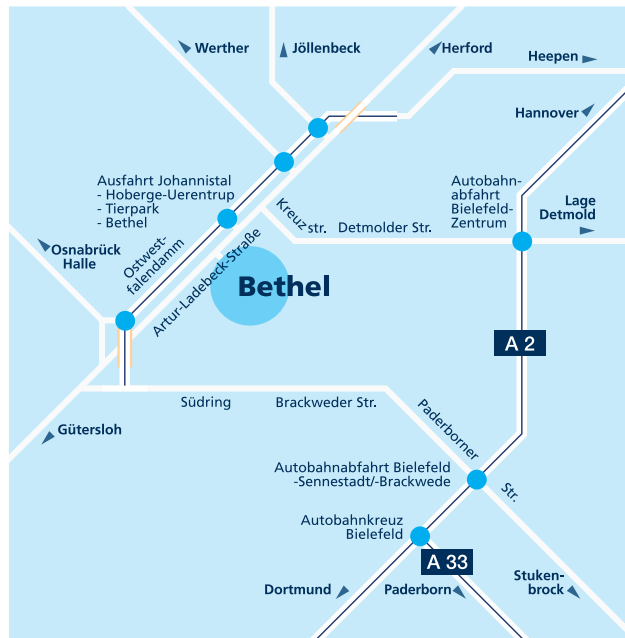 Werther
Jöllenbeck
Herford
Heepen
Hannover
Ausfahrt Johannistal
- Hoberge-Uerentrup
- Tierpark
- Bethel
Autobahn-
abfahrt
Bielefeld-
Zentrum
Lage
Detmold
Kreuz
str.
Detmolder Str.
Osnabrück
Halle
Ostwest-
falendamm
Artur-Ladebeck-Straße
Bethel
A 2
Südring
Brackweder Str.
Paderborner
Str.
Gütersloh
Autobahnabfahrt Bielefeld
-Sennestadt/-Brackwede
Autobahnkreuz
Bielefeld
A 33
Dortmund
Paderborn
Stuken-
brock